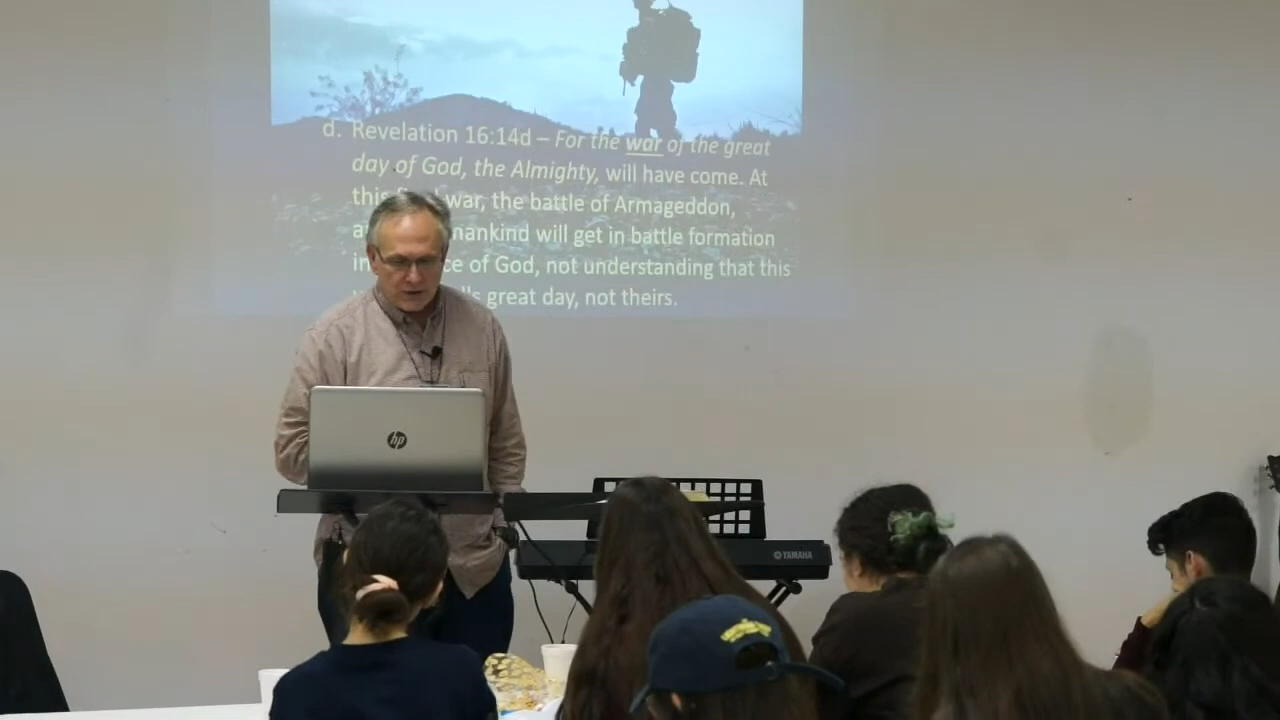 d. Revelation 16:14d – For the war of the great
day of God, the Almighty, will have come. At
this war, the battle of Armageddon,
mankind will get in battle formation
in of God, not understanding that this
great day, not theirs.
hp
YAMAHA